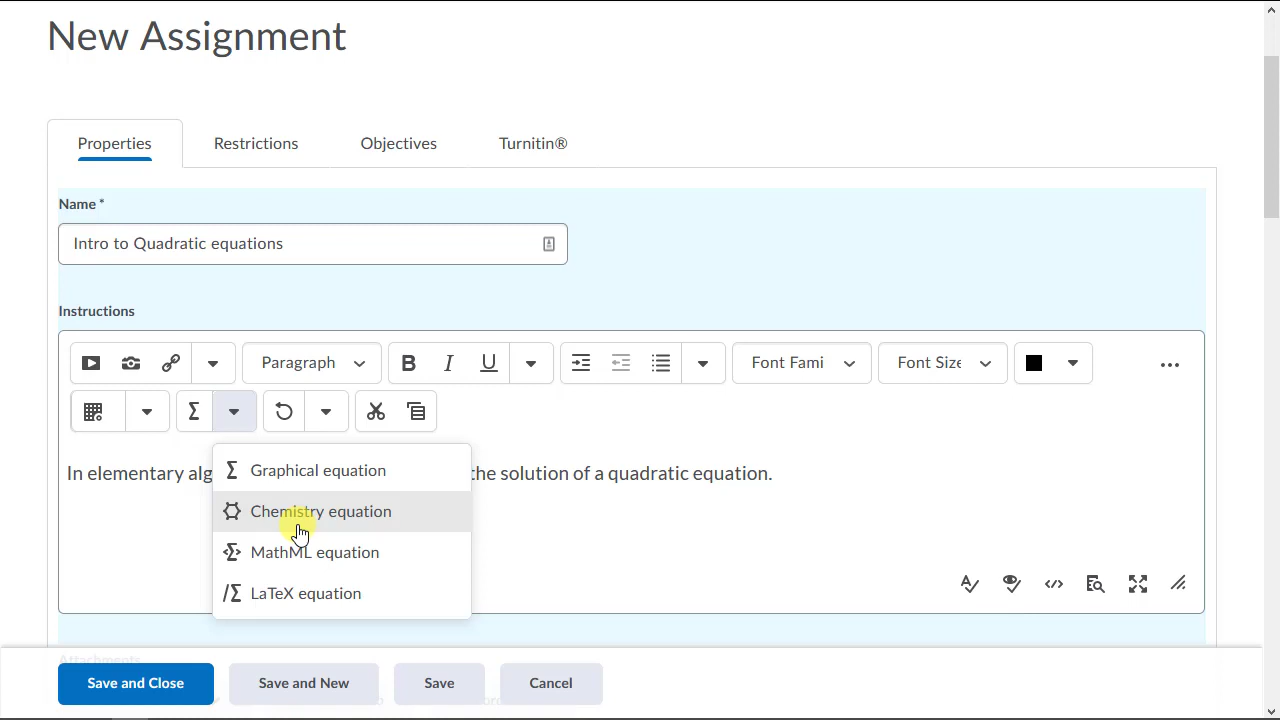 New Assignment
Properties Restrictions Objectives Turnitin®
Name *
Intro to Quadratic equations
Instructions
Paragraph B I U Font Fami Font Size
In elementary alg the solution of a quadratic equation.
Graphical equation
Chemistry equation
MathML equation
LaTeX equation
Attachments
Save and Close Save and New Save Cancel